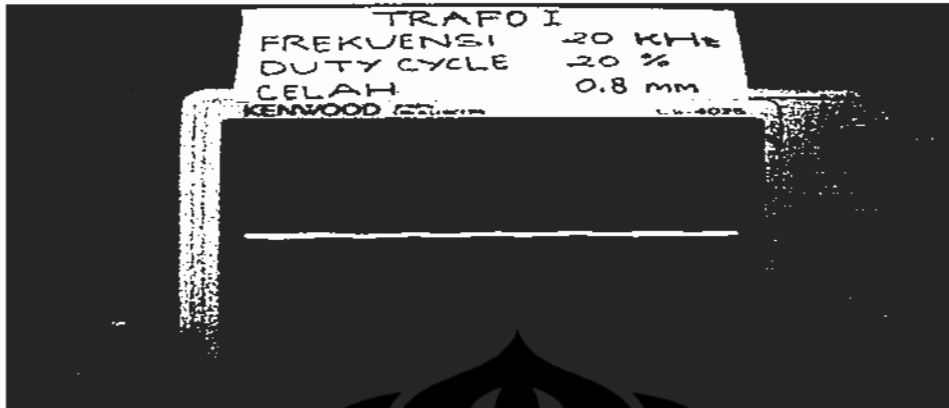 TRAFO I
FREKUENSI 20 KHz
DUTY CYCLE 20 %
CELAH 0.8 mm
KENWOOD